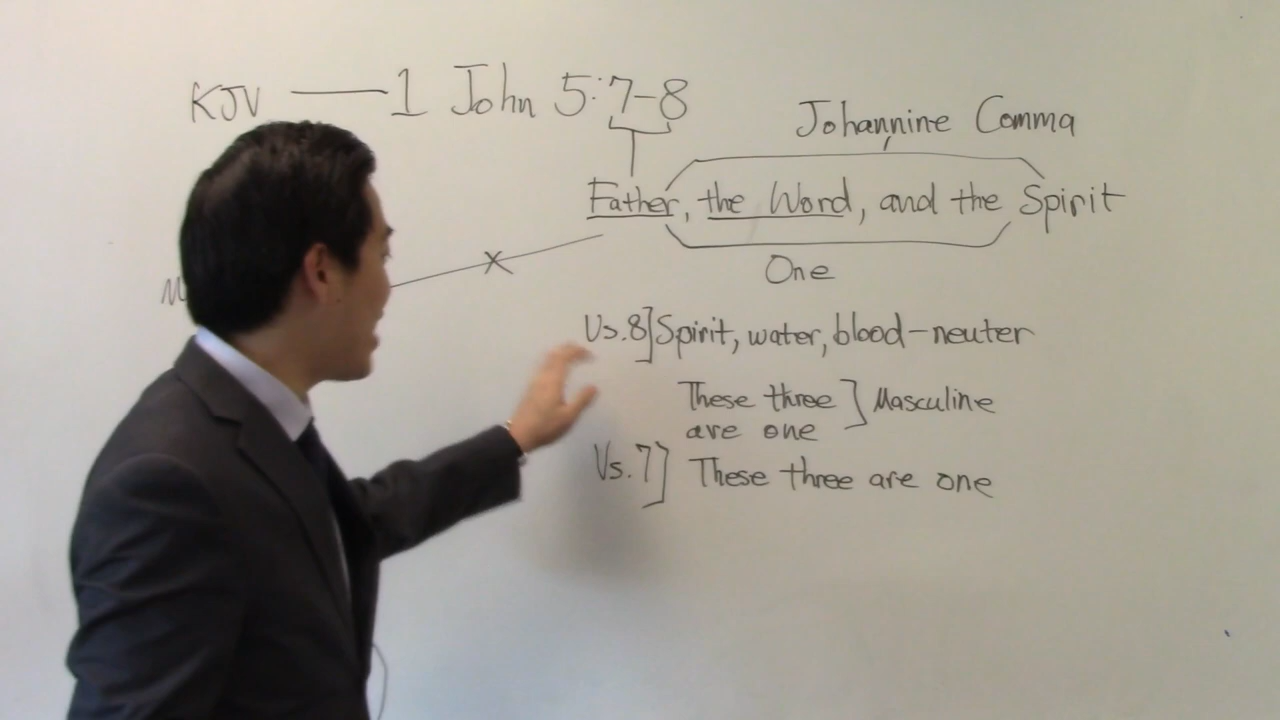 KJV — 1 John 5:7-8
Johannine Comma
Father, the Word, and the Spirit
One
Vs.8] Spirit, water, blood-neuter
These three ] Masculine
are one
Vs.7] These three are one